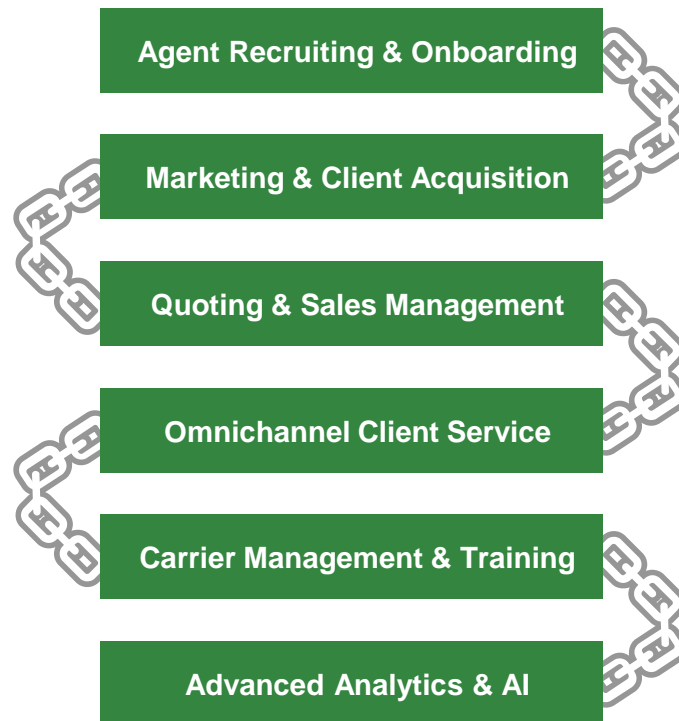 Agent Recruiting & Onboarding
Marketing & Client Acquisition
Quoting & Sales Management
Omnichannel Client Service
Carrier Management & Training
Advanced Analytics & AI